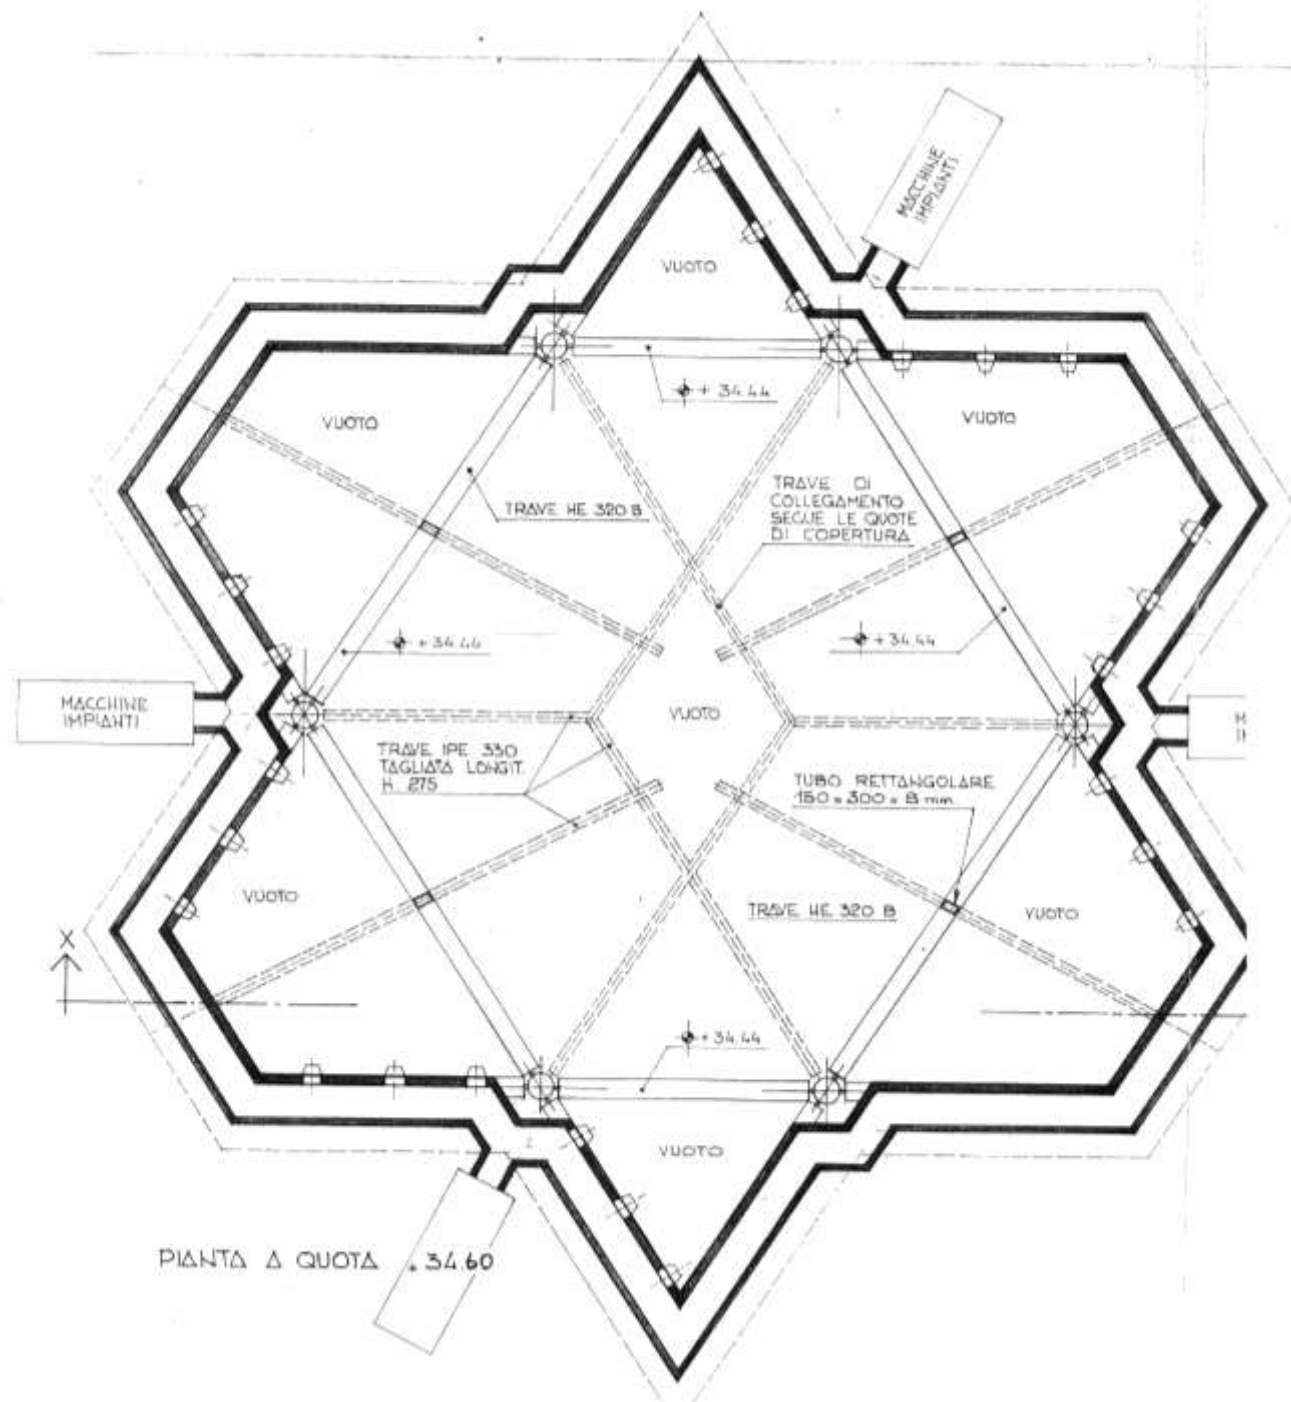 MACCHINE
IMPIANTI
VUOTO
+ 34.44
VUOTO
VUOTO
TRAVE HE 320 B
TRAVE DI
COLLEGAMENTO
SEGUE LE QUOTE
DI COPERTURA
+ 34.44
+ 34.44
MACCHINE
IMPIANTI
VUOTO
TRAVE IPE 330
TAGLIATA LONGIT.
H. 275
TUBO RETTANGOLARE
150 x 300 x 8 mm
VUOTO
TRAVE HE 320 B
VUOTO
X
+ 34.44
VUOTO
PIANTA A QUOTA + 34.60